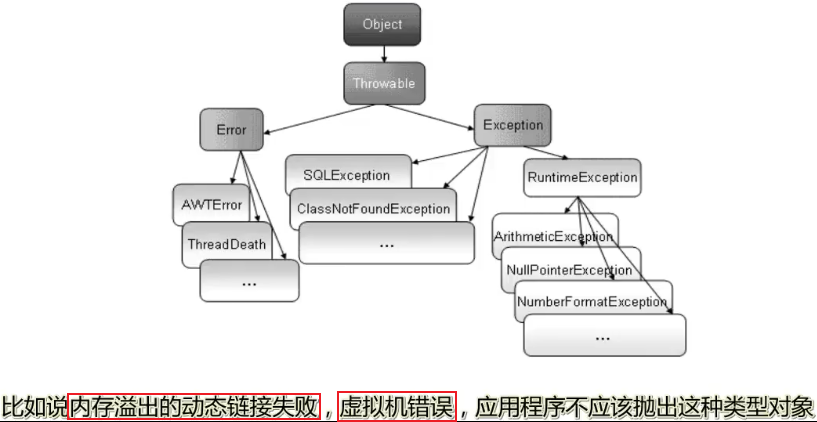 Object
Throwable
Error
Exception
SQLException
ClassNotFoundException
...
RuntimeException
AWTError
ThreadDeath
...
ArithmeticException
NullPointerException
NumberFormatException
...
比如说内存溢出的动态链接失败，虚拟机错误，应用程序不应该抛出这种类型对象